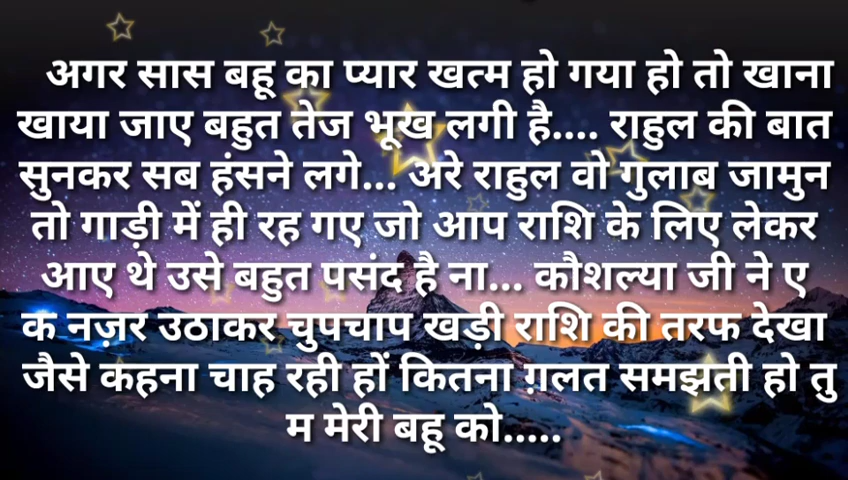 अगर सास बहू का प्यार खत्म हो गया हो तो खाना
खाया जाए बहुत तेज भूख लगी है.... राहुल की बात
सुनकर सब हंसने लगे... अरे राहुल वो गुलाब जामुन
तो गाड़ी में ही रह गए जो आप राशि के लिए लेकर
आए थे उसे बहुत पसंद है ना... कौशल्या जी ने ए
क नज़र उठाकर चुपचाप खड़ी राशि की तरफ देखा
जैसे कहना चाह रही हों कितना ग़लत समझती हो तु
म मेरी बहू को.....